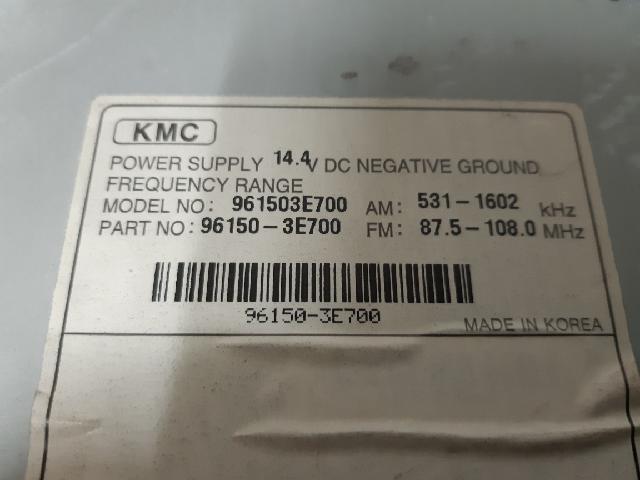 KMC
POWER SUPPLY 14.4V DC NEGATIVE GROUND
FREQUENCY RANGE
MODEL NO: 961503E700 AM: 531-1602 kHz
PART NO: 96150-3E700 FM: 87.5-108.0 MHz
96150-3E700
MADE IN KOREA